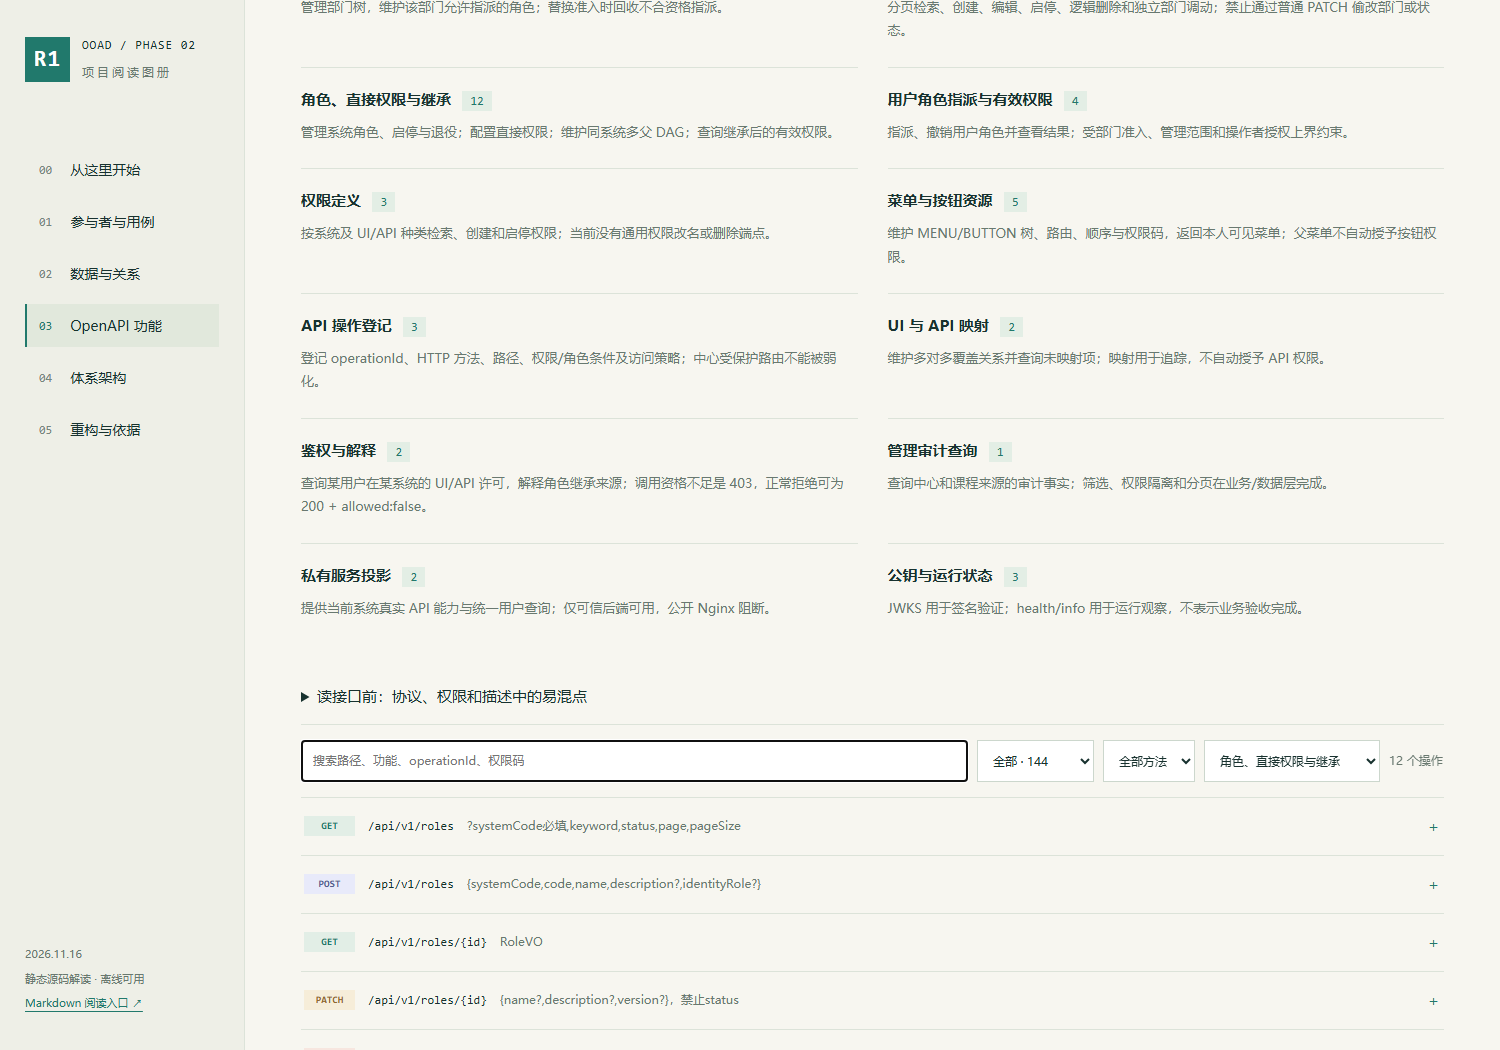 R1
OOAD / PHASE 02
项目阅读图册
00 从这里开始
01 参与者与用例
02 数据与关系
03 OpenAPI 功能
04 体系架构
05 重构与依据
2026.11.16
静态源码解读 · 离线可用
Markdown 阅读入口 ↗
管理部门树，维护该部门允许指派的角色；替换准入时回收不合资格指派。
分页检索、创建、编辑、启停、逻辑删除和独立部门调动；禁止通过普通 PATCH 偷改部门或状
态。
角色、直接权限与继承 12
管理系统角色、启停与退役；配置直接权限；维护同系统多父 DAG；查询继承后的有效权限。
用户角色指派与有效权限 4
指派、撤销用户角色并查看结果；受部门准入、管理范围和操作者授权上界约束。
权限定义 3
按系统及 UI/API 种类检索、创建和启停权限；当前没有通用权限改名或删除端点。
菜单与按钮资源 5
维护 MENU/BUTTON 树、路由、顺序与权限码，返回本人可见菜单；父菜单不自动授予按钮权
限。
API 操作登记 3
登记 operationId、HTTP 方法、路径、权限/角色条件及访问策略；中心受保护路由不能被弱
化。
UI 与 API 映射 2
维护多对多覆盖关系并查询未映射项；映射用于追踪，不自动授予 API 权限。
鉴权与解释 2
查询某用户在某系统的 UI/API 许可，解释角色继承来源；调用资格不足是 403，正常拒绝可为
200 + allowed:false。
管理审计查询 1
查询中心和课程来源的审计事实；筛选、权限隔离和分页在业务/数据层完成。
私有服务投影 2
提供当前系统真实 API 能力与统一用户查询；仅可信后端可用，公开 Nginx 阻断。
公钥与运行状态 3
JWKS 用于签名验证；health/info 用于运行观察，不表示业务验收完成。
▶ 读接口前：协议、权限和描述中的易混点
搜索路径、功能、operationId、权限码
全部 · 144
全部方法
角色、直接权限与继承
12 个操作
GET /api/v1/roles ?systemCode必填,keyword,status,page,pageSize +
POST /api/v1/roles {systemCode,code,name,description?,identityRole?} +
GET /api/v1/roles/{id} RoleVO +
PATCH /api/v1/roles/{id} {name?,description?,version?}，禁止status +